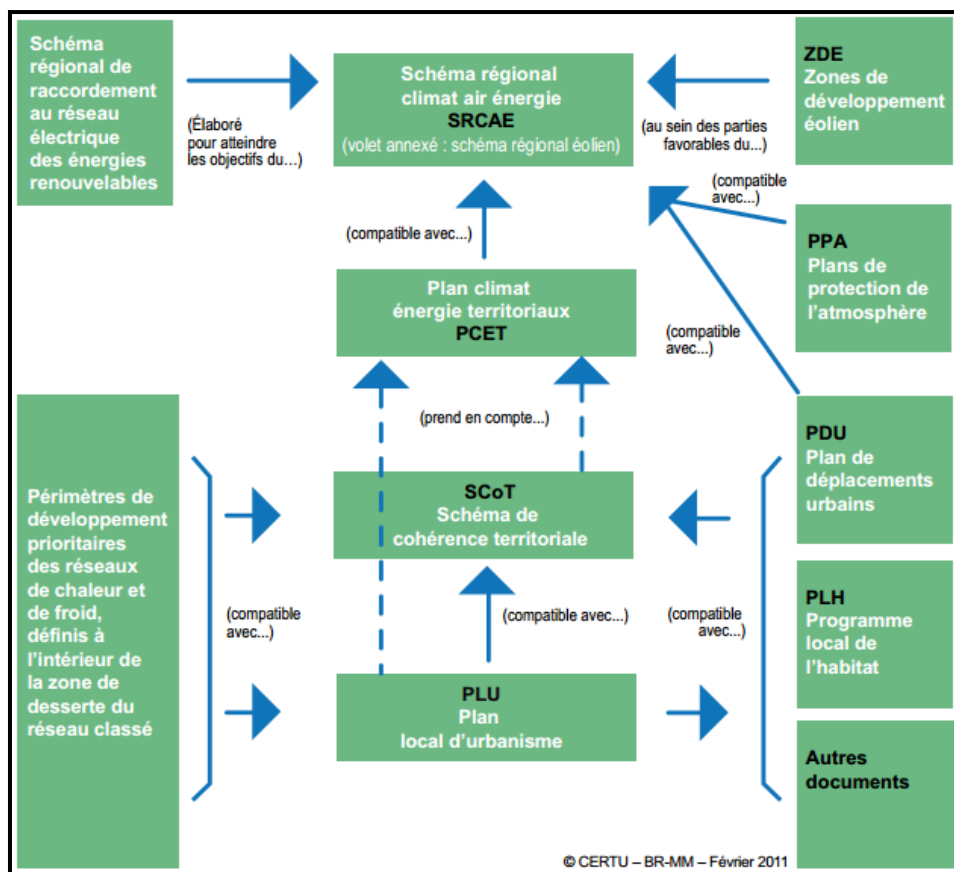 Schéma
régional de
raccordement
au réseau
électrique
des énergies
renouvelables
(Élaboré
pour atteindre
les objectifs du…)
Schéma régional
climat air énergie
SRCAE
(volet annexé : schéma régional éolien)
(au sein des parties
favorables du...)
ZDE
Zones de
développement
éolien
(compatible
avec...)
PPA
Plans de
protection de
l’atmosphère
(compatible avec...)
Plan climat
énergie territoriaux
PCET
(compatible
avec...)
(prend en compte...)
Périmètres de
développement
prioritaires
des réseaux
de chaleur et
de froid,
définis à
l’intérieur de
la zone de
desserte du
réseau classé
(compatible
avec...)
SCoT
Schéma de
cohérence territoriale
(compatible avec...)
PLU
Plan
local d’urbanisme
(compatible
avec...)
PDU
Plan de
déplacements
urbains
PLH
Programme
local de
l’habitat
Autres
documents
© CERTU – BR-MM – Février 2011